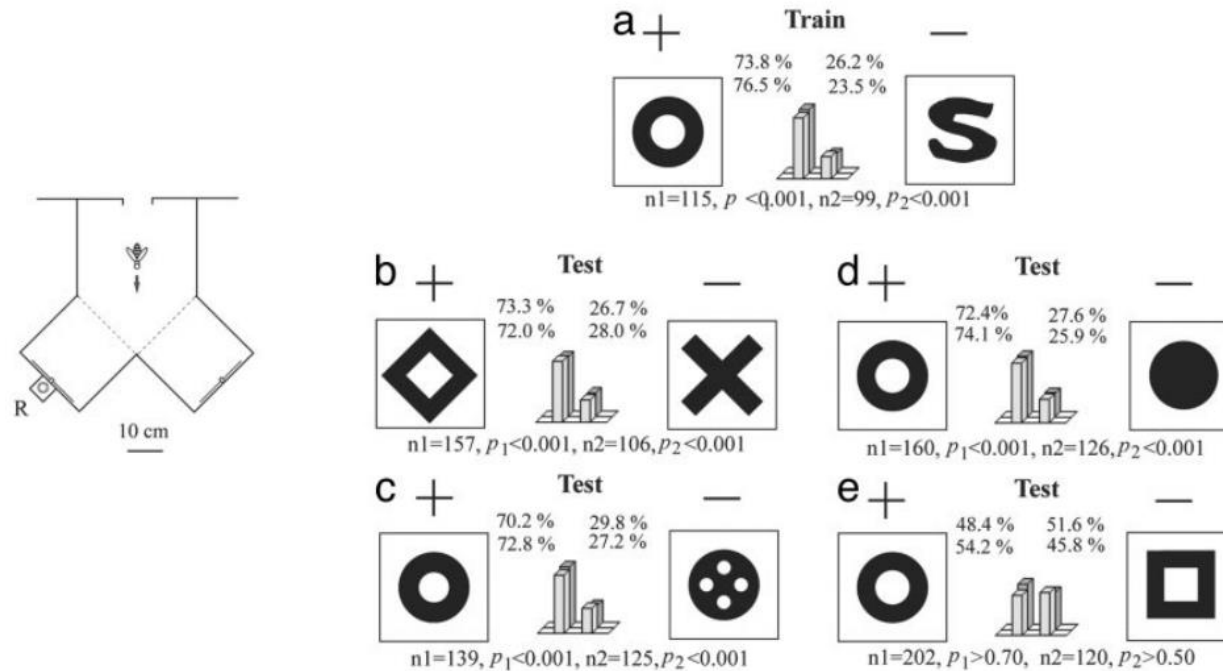 a Train
+ −
73.8 % 26.2 %
76.5 % 23.5 %
S
n1=115, p <0.001, n2=99, p2<0.001
R
10 cm
b Test
+ −
73.3 % 26.7 %
72.0 % 28.0 %
n1=157, p1<0.001, n2=106, p2<0.001
c Test
+ −
70.2 % 29.8 %
72.8 % 27.2 %
n1=139, p1<0.001, n2=125, p2<0.001
d Test
+ −
72.4% 27.6 %
74.1 % 25.9 %
n1=160, p1<0.001, n2=126, p2<0.001
e Test
+ −
48.4 % 51.6 %
54.2 % 45.8 %
n1=202, p1>0.70, n2=120, p2>0.50